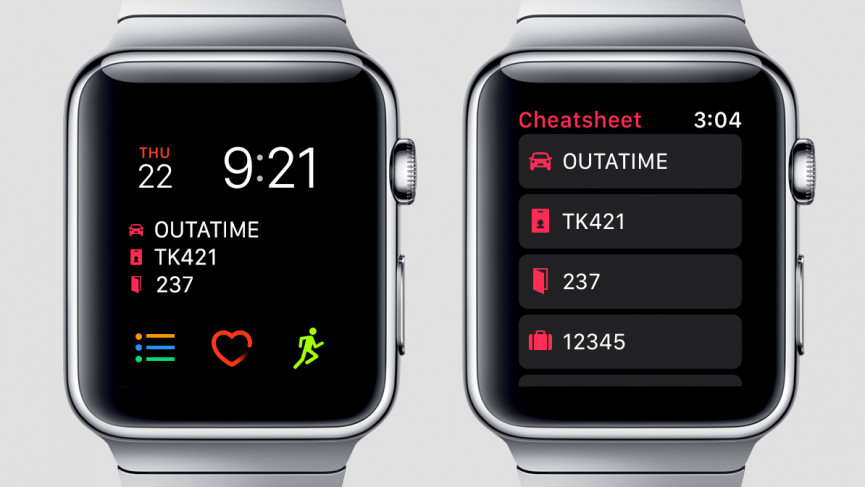 THU
22
9:21
OUTATIME
TK421
237
Cheatsheet 3:04
OUTATIME
TK421
237
12345